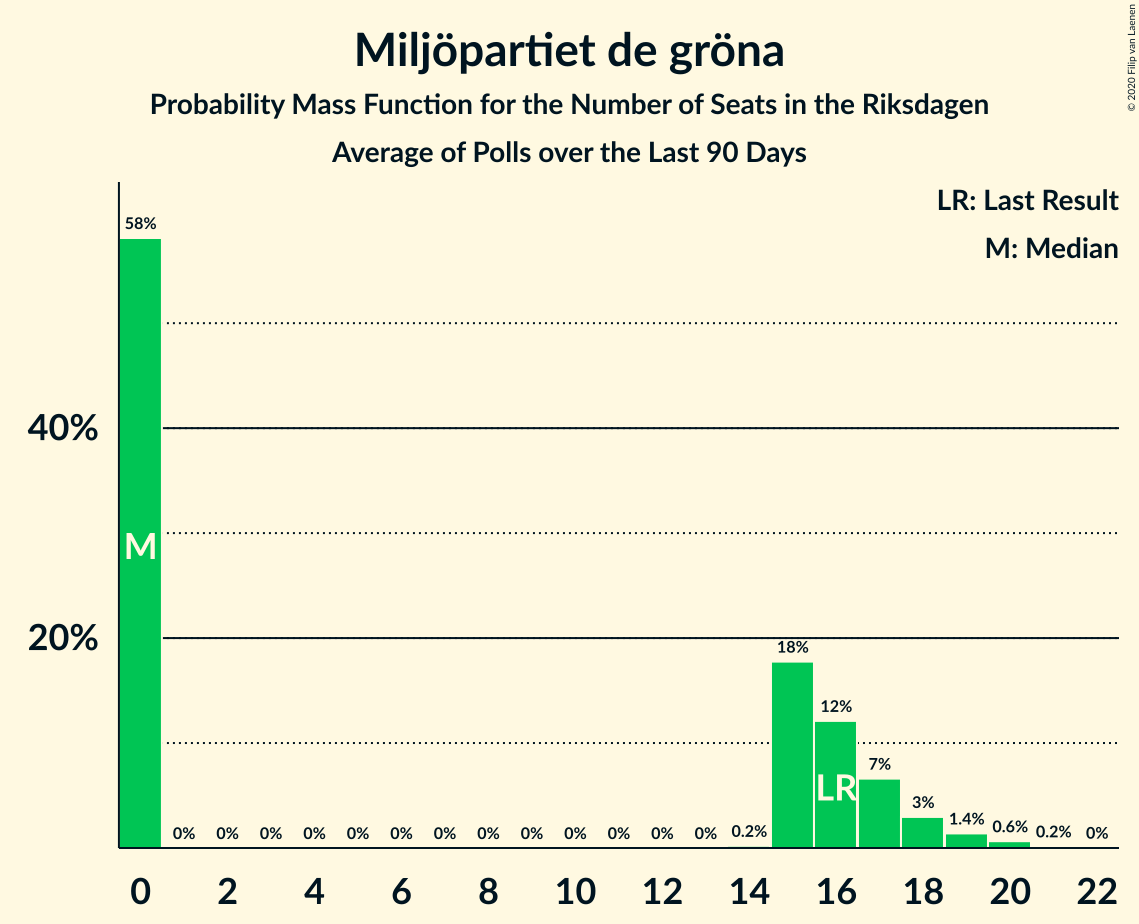 Miljöpartiet de gröna
Probability Mass Function for the Number of Seats in the Riksdagen
Average of Polls over the Last 90 Days
© 2020 Filip van Laenen
LR: Last Result
M: Median
40%
20%
58% 0% 0% 0% 0% 0% 0% 0% 0% 0% 0% 0% 0% 0% 0.2% 18% 12% 7% 3% 1.4% 0.6% 0.2% 0%
M
LR
0 2 4 6 8 10 12 14 16 18 20 22